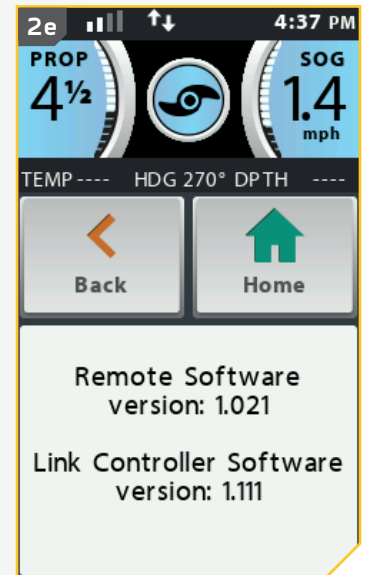 2e 4:37 PM
PROP SOG
4½ 1.4
mph
TEMP ---- HDG 270° DPTH ----
Back Home
Remote Software
version: 1.021
Link Controller Software
version: 1.111